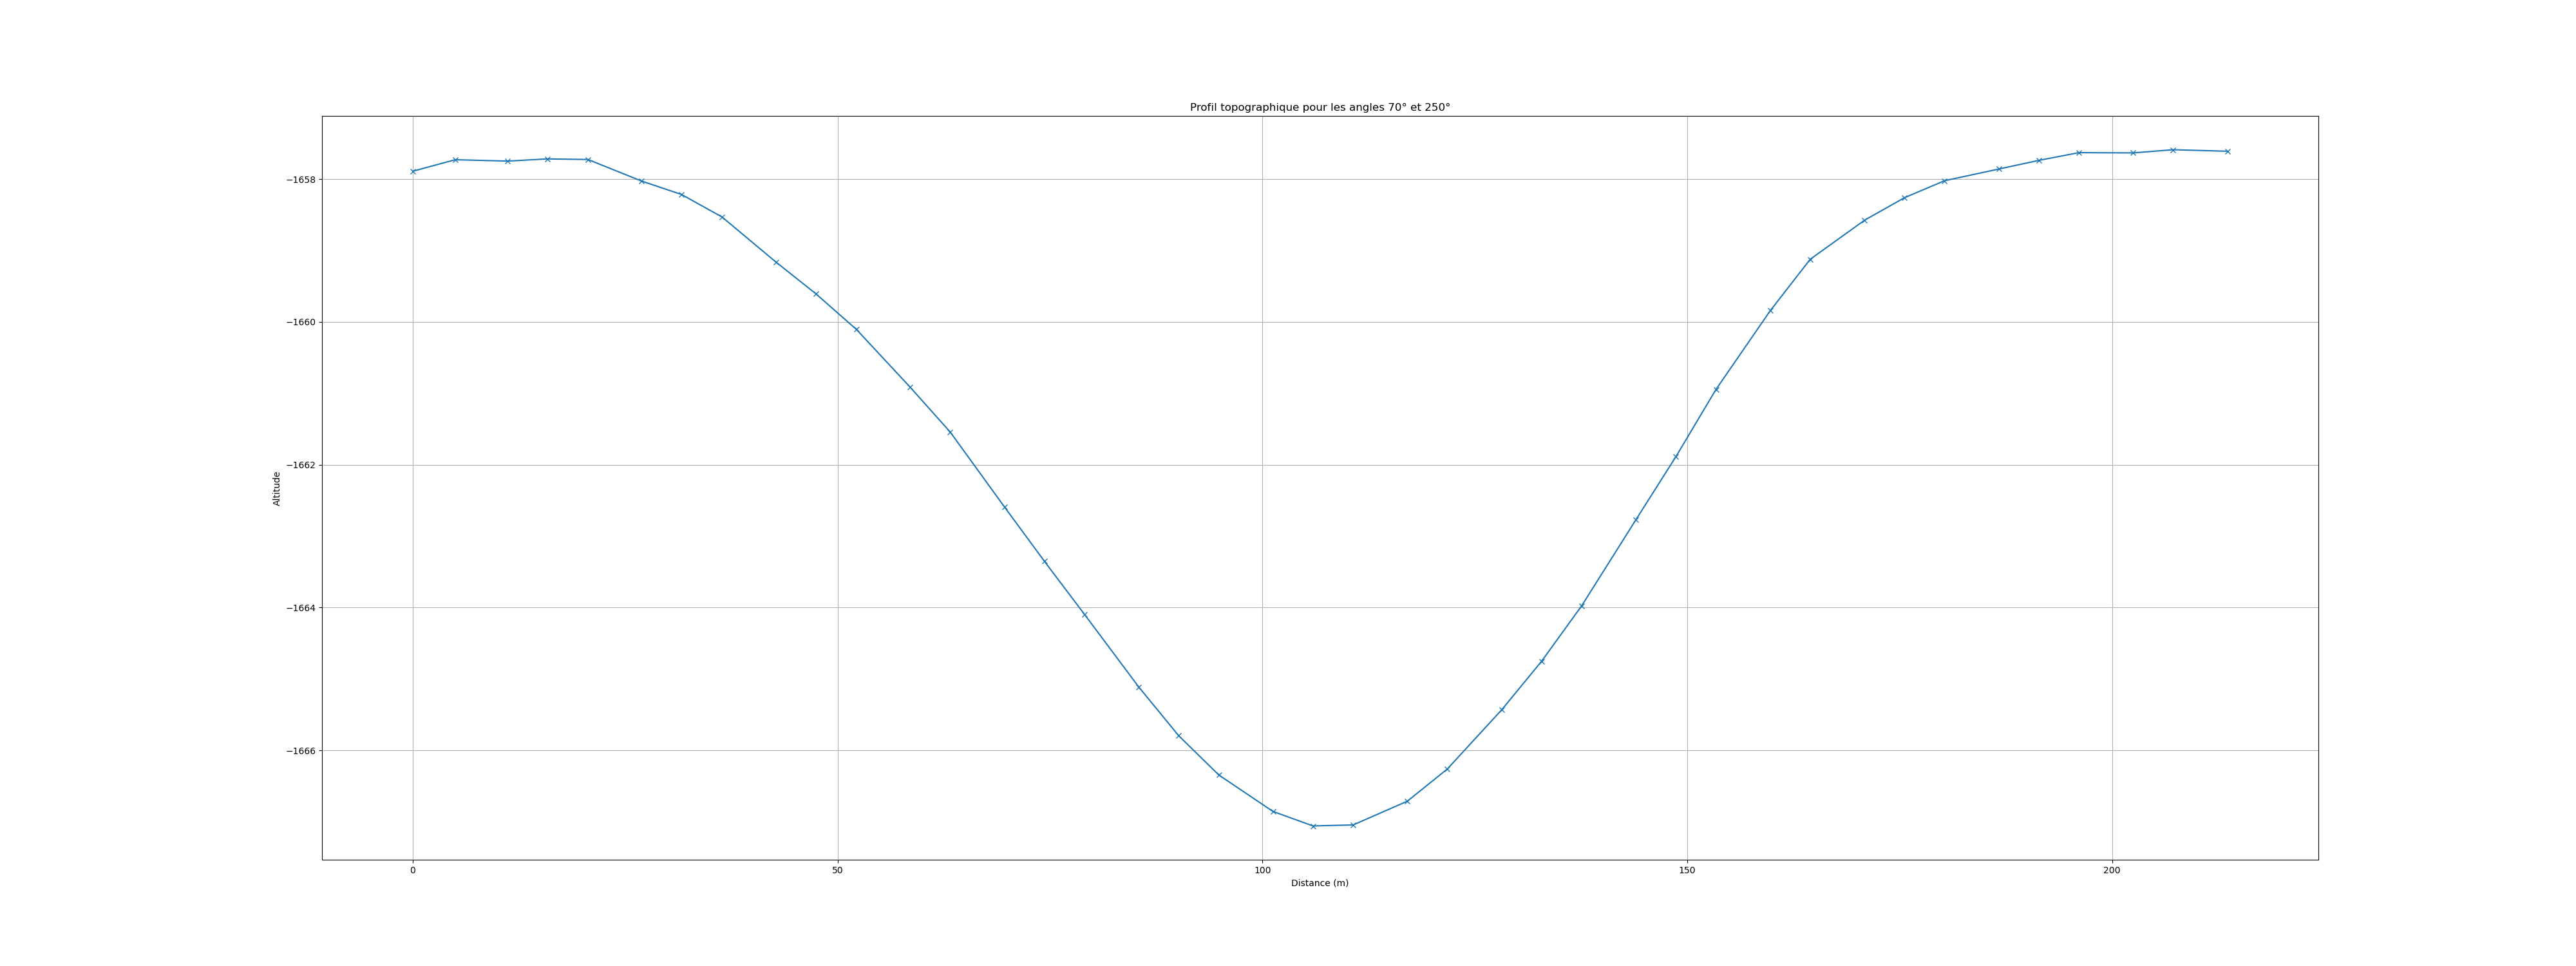 Profil topographique pour les angles 70° et 250°
−1658
−1660
−1662
−1664
−1666
Altitude
0 50 100 150 200
Distance (m)